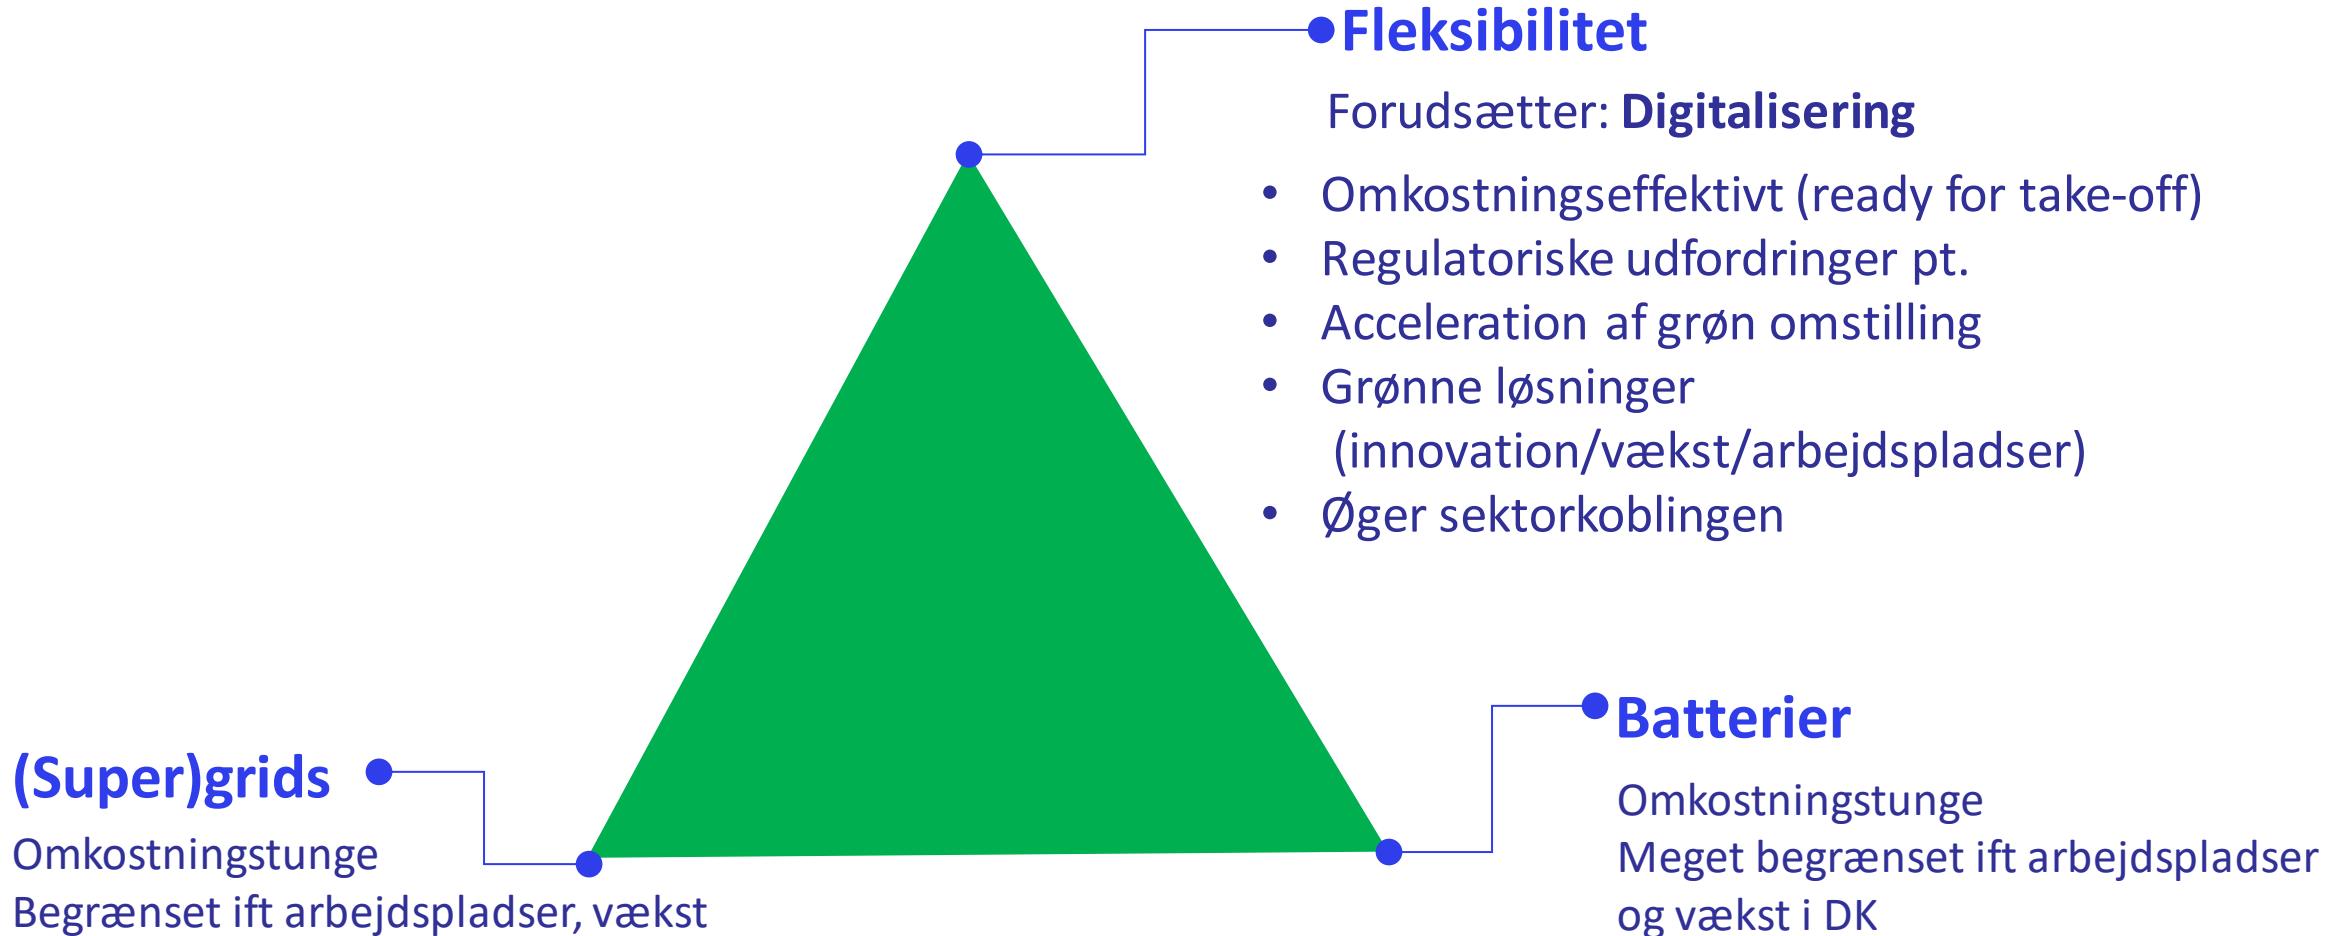 Fleksibilitet
Forudsætter: Digitalisering
• Omkostningseffektivt (ready for take-off)
• Regulatoriske udfordringer pt.
• Acceleration af grøn omstilling
• Grønne løsninger
(innovation/vækst/arbejdspladser)
• Øger sektorkoblingen
(Super)grids
Omkostningstunge
Begrænset ift arbejdspladser, vækst
Batterier
Omkostningstunge
Meget begrænset ift arbejdspladser
og vækst i DK